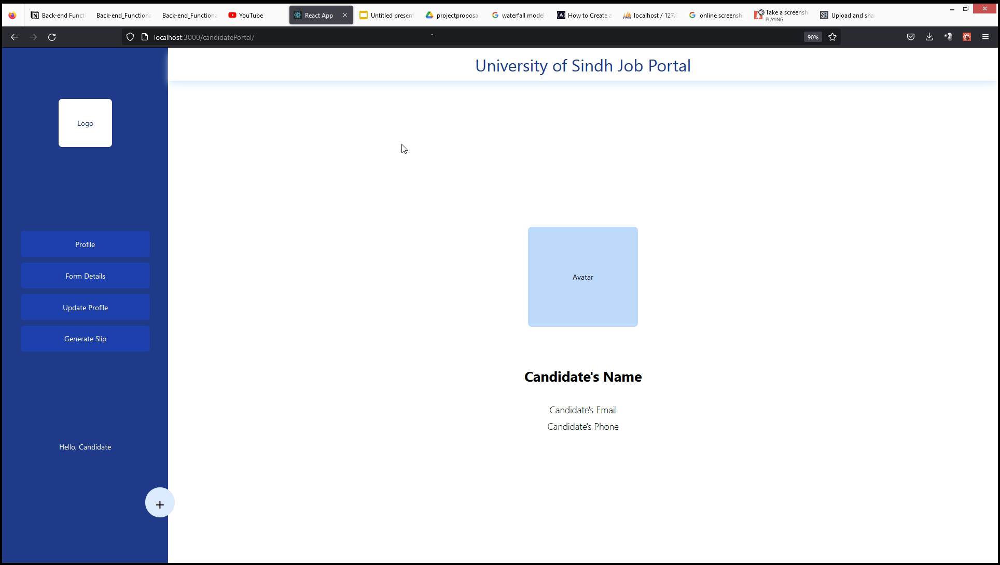 Back-end Funct
Back-end_Functiona
Back-end_Functiona
YouTube
React App
Untitled present
projectproposal
waterfall model
How to Create a
localhost / 127.0
online screensh
Take a screensh
PLAYING
SB
Upload and sha
localhost:3000/candidatePortal/
90%
University of Sindh Job Portal
Logo
Profile
Form Details
Update Profile
Generate Slip
Hello, Candidate
+
Avatar
Candidate's Name
Candidate's Email
Candidate's Phone